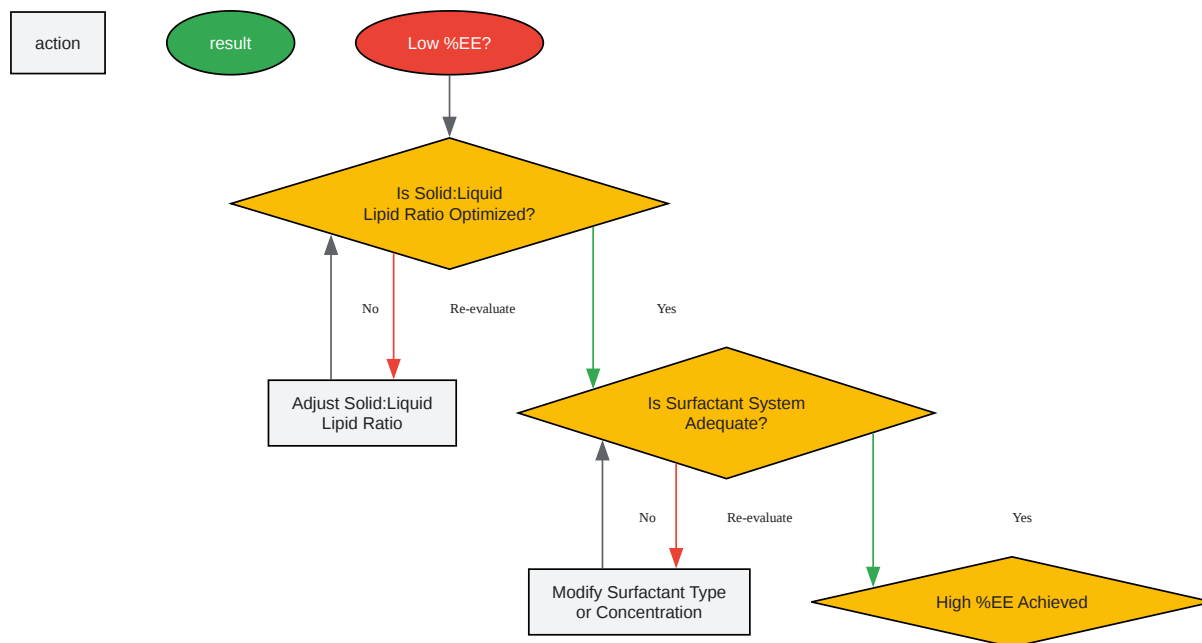 action
result
Low %EE?
Is Solid:Liquid
Lipid Ratio Optimized?
No
Re-evaluate
Yes
Adjust Solid:Liquid
Lipid Ratio
Is Surfactant System
Adequate?
No
Re-evaluate
Yes
Modify Surfactant Type
or Concentration
High %EE Achieved